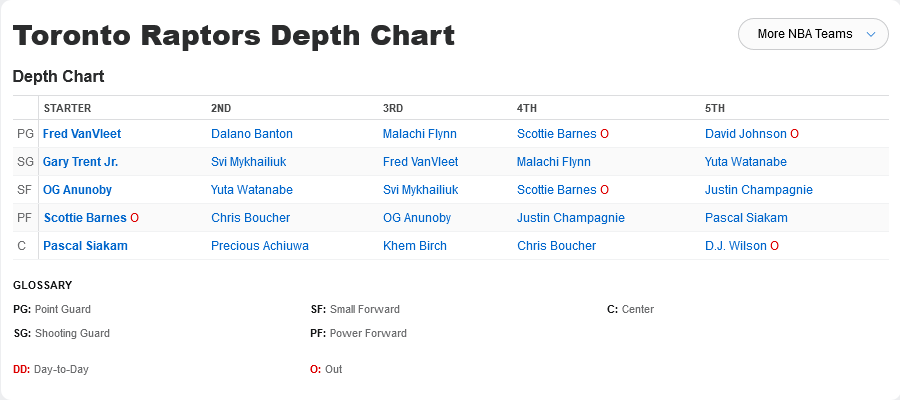 Toronto Raptors Depth Chart
More NBA Teams
Depth Chart
STARTER 2ND 3RD 4TH 5TH
PG Fred VanVleet Dalano Banton Malachi Flynn Scottie Barnes O David Johnson O
SG Gary Trent Jr. Svi Mykhailiuk Fred VanVleet Malachi Flynn Yuta Watanabe
SF OG Anunoby Yuta Watanabe Svi Mykhailiuk Scottie Barnes O Justin Champagnie
PF Scottie Barnes O Chris Boucher OG Anunoby Justin Champagnie Pascal Siakam
C Pascal Siakam Precious Achiuwa Khem Birch Chris Boucher D.J. Wilson O
GLOSSARY
PG: Point Guard SF: Small Forward C: Center
SG: Shooting Guard PF: Power Forward
DD: Day-to-Day O: Out